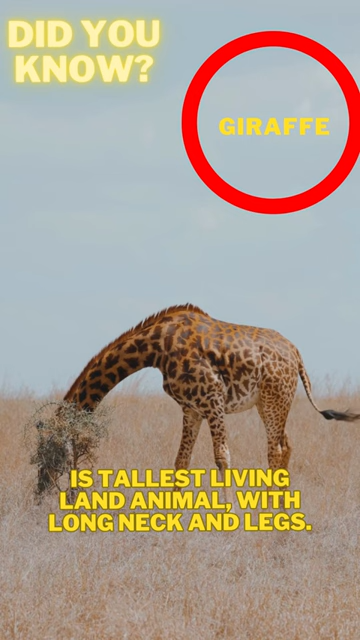 DID YOU
KNOW?
GIRAFFE
IS TALLEST LIVING
LAND ANIMAL, WITH
LONG NECK AND LEGS.